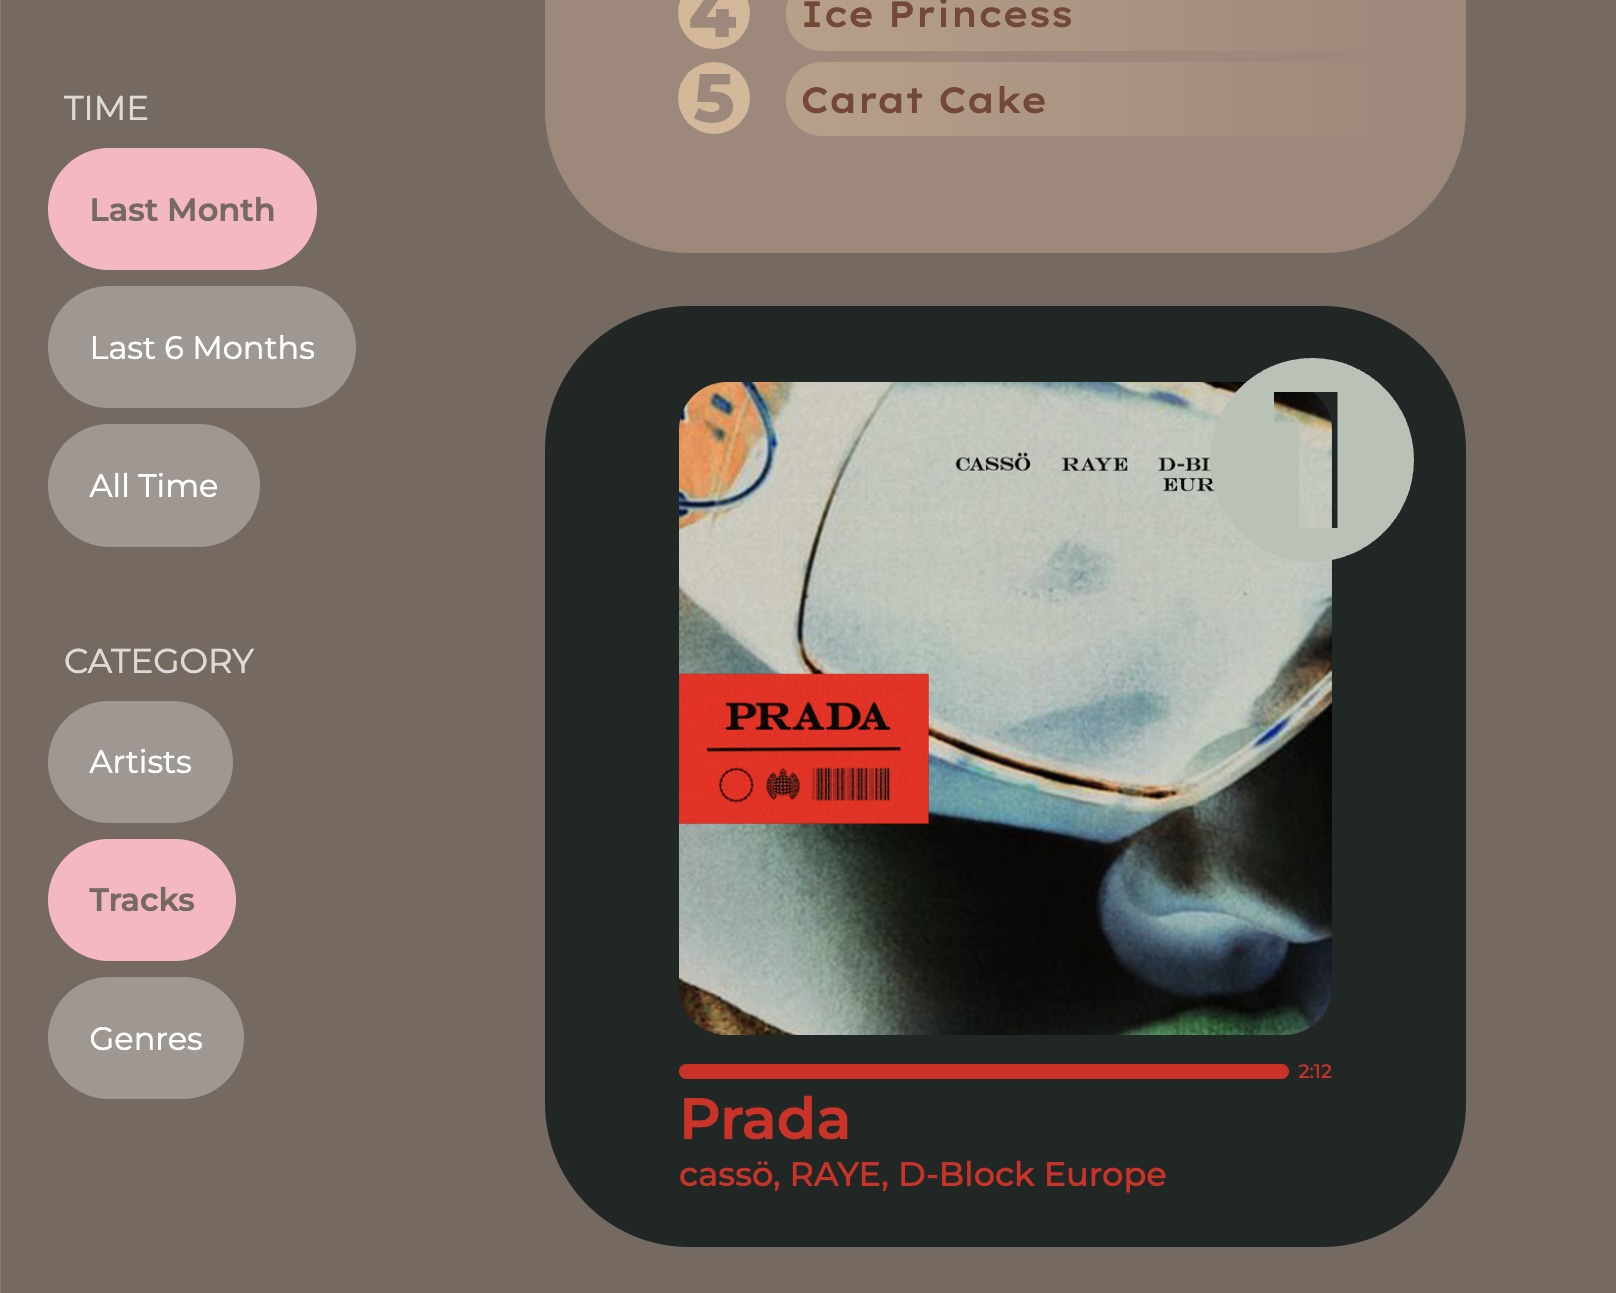 TIME
Last Month
Last 6 Months
All Time
CATEGORY
Artists
Tracks
Genres
4 Ice Princess
5 Carat Cake
1
CASSÖ RAYE D-BI
EUR
PRADA
2:12
Prada
cassö, RAYE, D-Block Europe